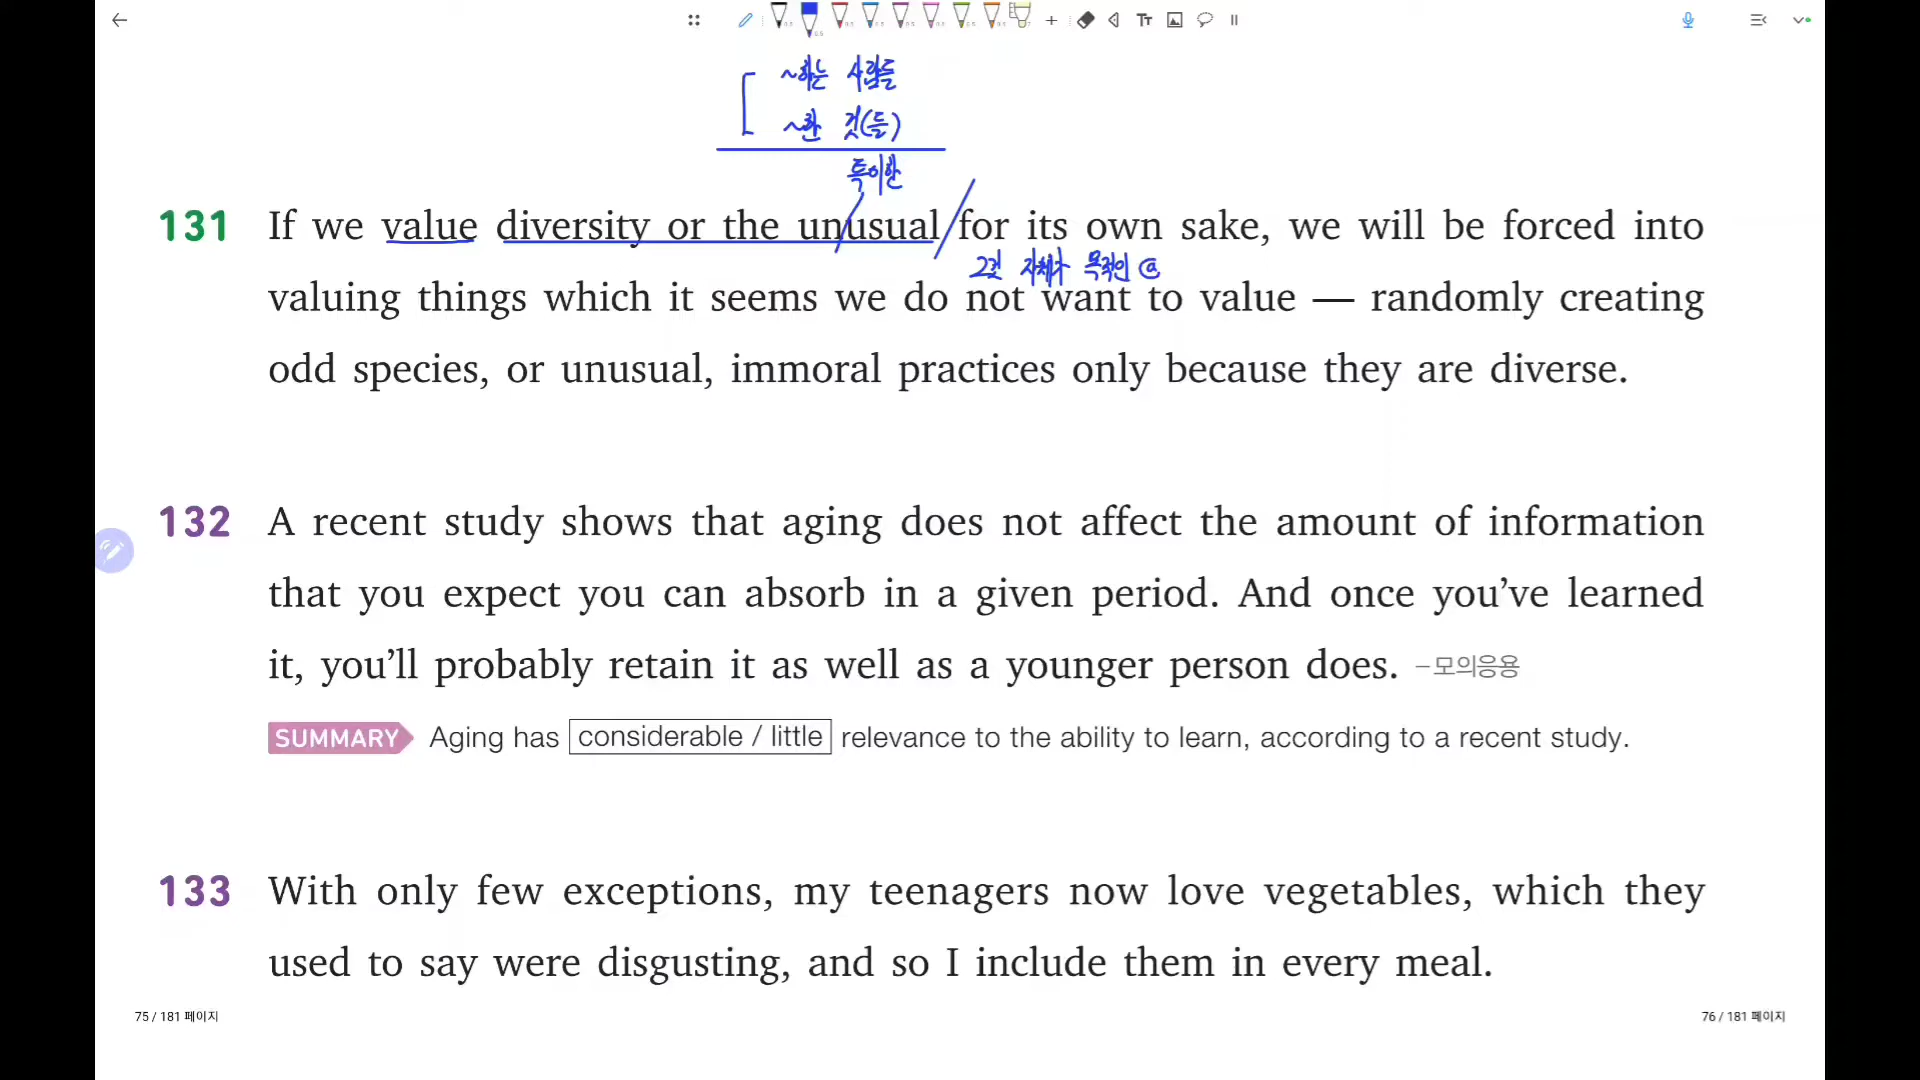 ~하는 사람들
~한 것(들)
특이한
131 If we value diversity or the unusual for its own sake, we will be forced into
그것 자체가 목적인 ⓐ
valuing things which it seems we do not want to value — randomly creating
odd species, or unusual, immoral practices only because they are diverse.
132 A recent study shows that aging does not affect the amount of information
that you expect you can absorb in a given period. And once you’ve learned
it, you’ll probably retain it as well as a younger person does. –모의응용
SUMMARY Aging has considerable / little relevance to the ability to learn, according to a recent study.
133 With only few exceptions, my teenagers now love vegetables, which they
used to say were disgusting, and so I include them in every meal.
75 / 181 페이지
76 / 181 페이지